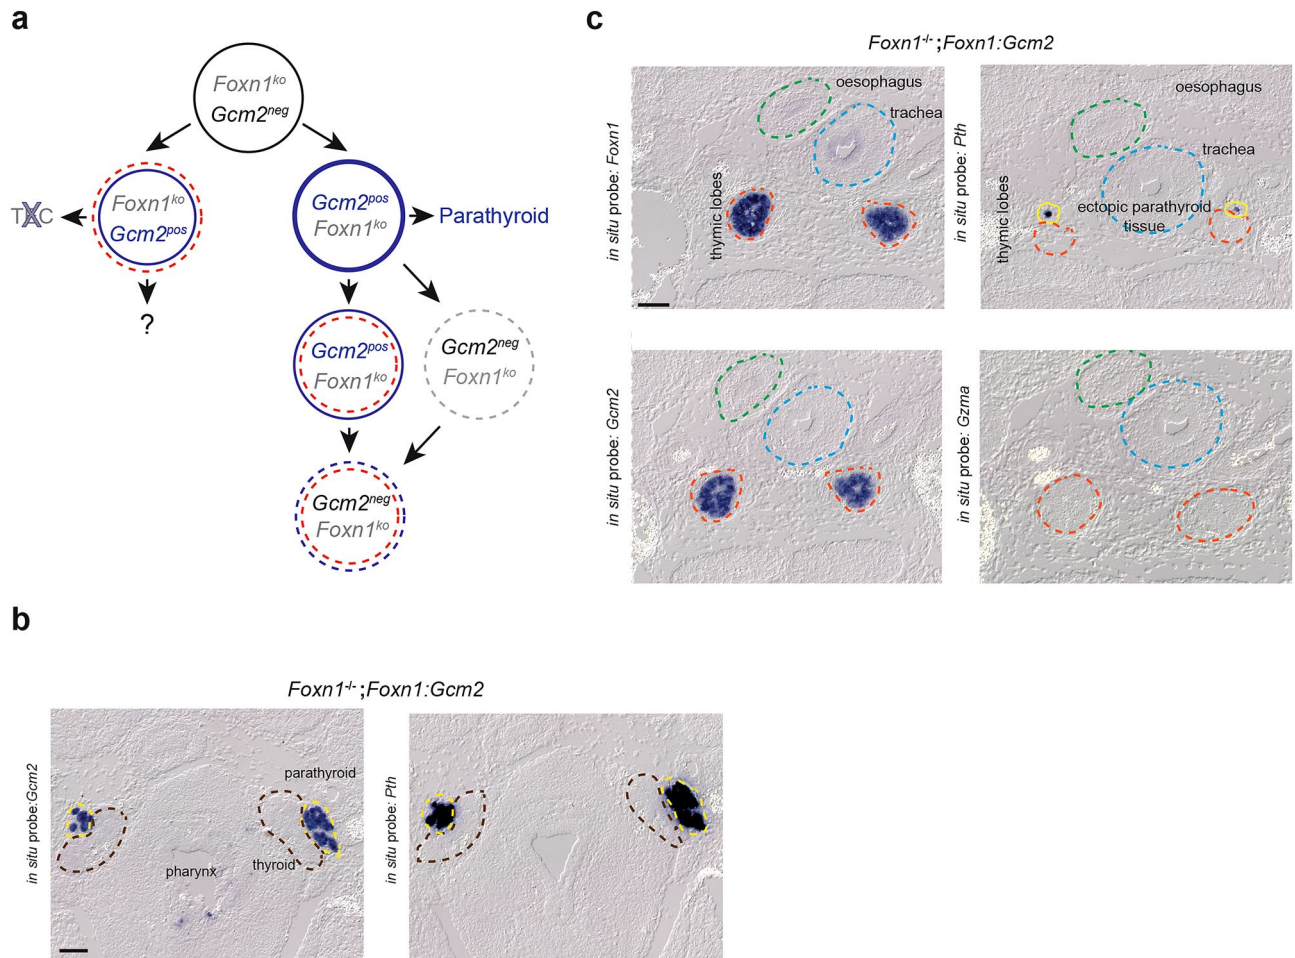 a
Foxn1ko
Gcm2neg
Foxn1ko
Gcm2pos
TXC
?
Gcm2pos
Foxn1ko
Parathyroid
Gcm2pos
Foxn1ko
Gcm2neg
Foxn1ko
Gcm2neg
Foxn1ko
b
Foxn1-/-;Foxn1:Gcm2
in situ probe:Gcm2
parathyroid
thyroid
pharynx
in situ probe: Pth
c
Foxn1-/-;Foxn1:Gcm2
in situ probe: Foxn1
oesophagus
trachea
thymic lobes
in situ probe: Pth
oesophagus
trachea
ectopic parathyroid
tissue
thymic lobes
in situ probe: Gcm2
in situ probe: Gzma